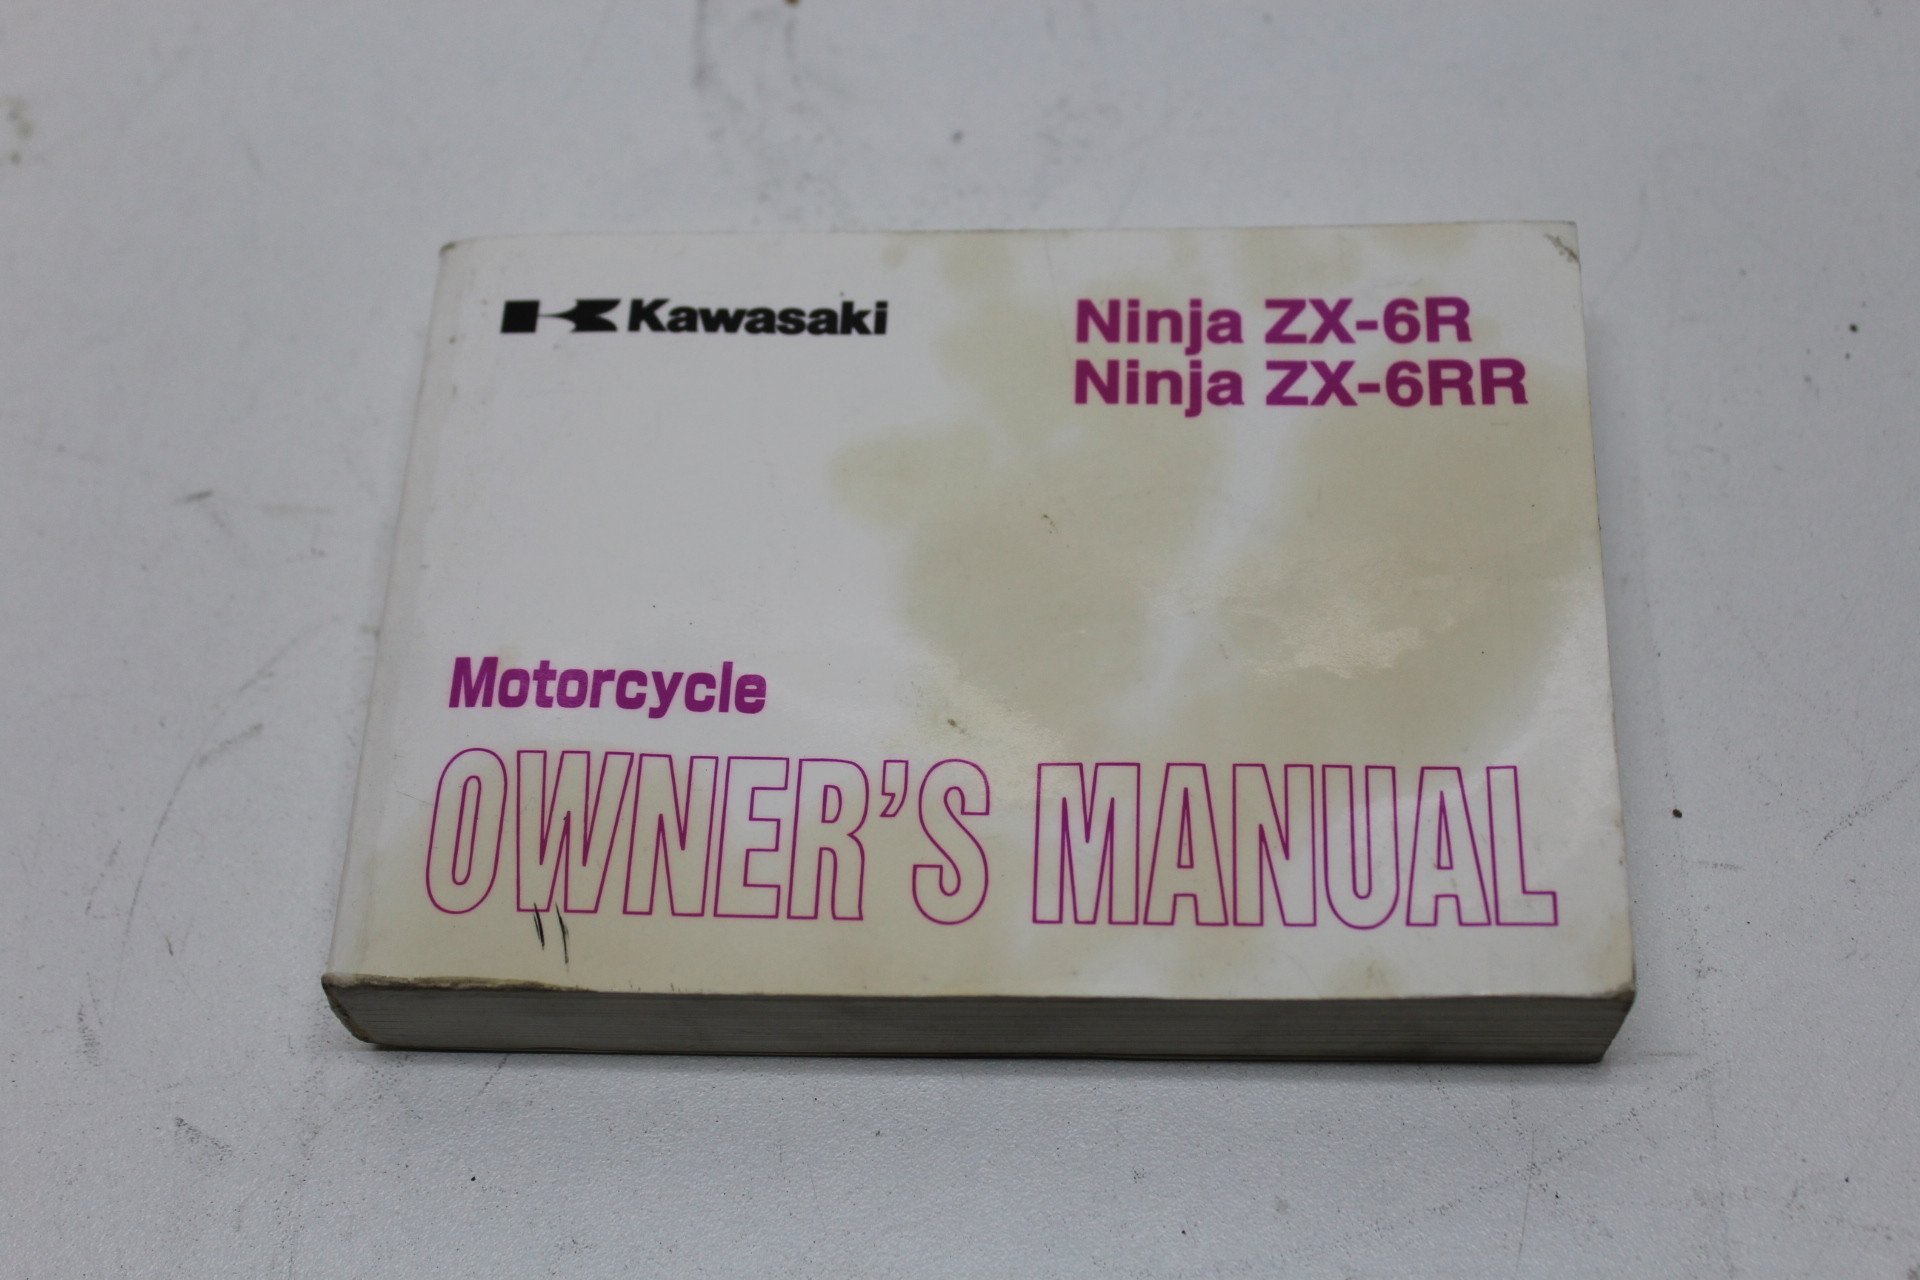 Kawasaki
Ninja ZX-6R
Ninja ZX-6RR
Motorcycle
OWNER'S MANUAL